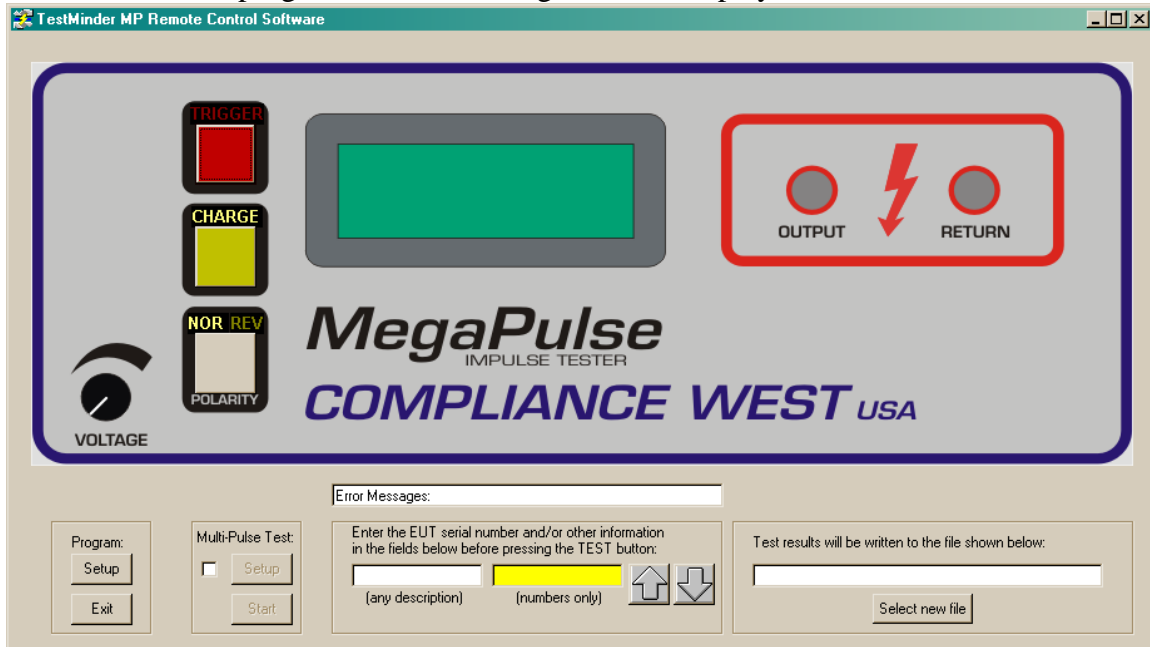 TestMinder MP Remote Control Software
TRIGGER
CHARGE
NOR REV
POLARITY
VOLTAGE
OUTPUT
RETURN
MegaPulse
IMPULSE TESTER
COMPLIANCE WEST USA
Error Messages:
Program:
Setup
Exit
Multi-Pulse Test:
Setup
Start
Enter the EUT serial number and/or other information
in the fields below before pressing the TEST button:
(any description)
(numbers only)
Test results will be written to the file shown below:
Select new file